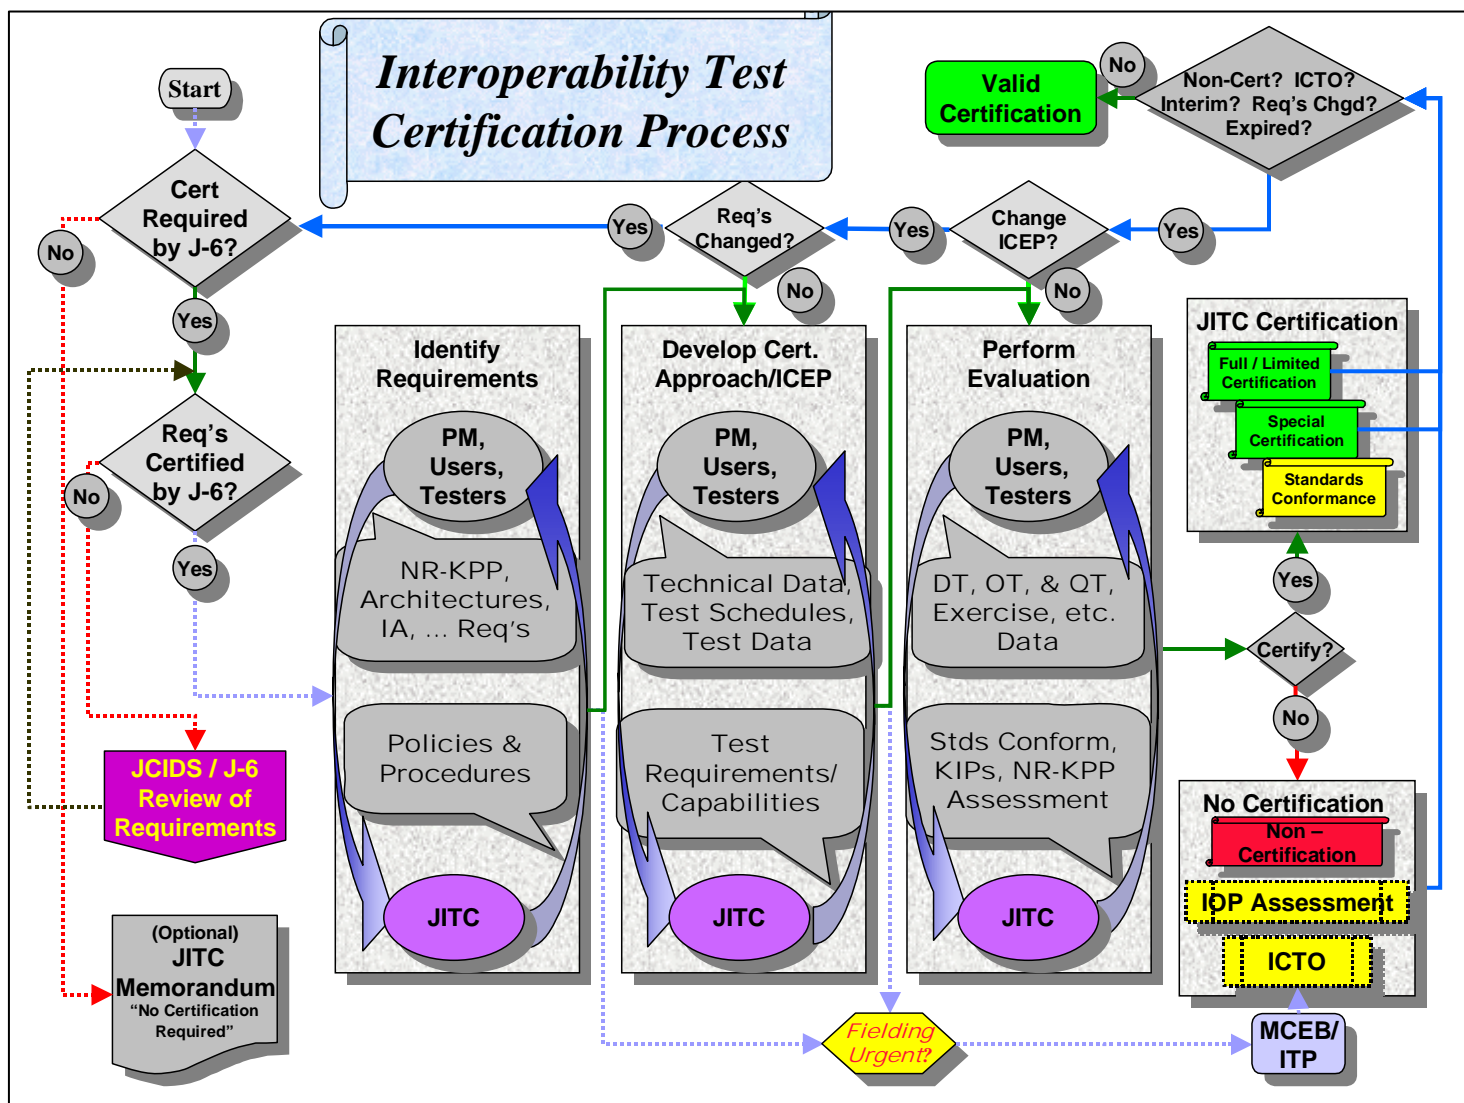 Interoperability Test
Certification Process
Start
Cert
Required
by J-6?
No
Yes
Req's
Certified
by J-6?
No
Yes
JCIDS / J-6
Review of
Requirements
(Optional)
JITC
Memorandum
“No Certification
Required”
Yes
Req's
Changed?
No
Yes
Change
ICEP?
No
Yes
Valid
Certification
No
Non-Cert? ICTO?
Interim? Req's Chgd?
Expired?
Identify
Requirements
PM,
Users,
Testers
NR-KPP,
Architectures,
IA, ... Req's
Policies &
Procedures
JITC
Develop Cert.
Approach/ICEP
PM,
Users,
Testers
Technical Data,
Test Schedules,
Test Data
Test
Requirements/
Capabilities
JITC
Perform
Evaluation
PM,
Users,
Testers
DT, OT, & QT,
Exercise, etc.
Data
Stds Conform,
KIPs, NR-KPP
Assessment
JITC
JITC Certification
Full / Limited
Certification
Special
Certification
Standards
Conformance
Yes
Certify?
No
No Certification
Non –
Certification
IOP Assessment
ICTO
Fielding
Urgent?
MCEB/
ITP